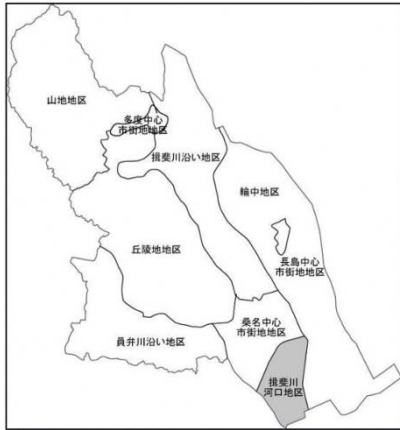 山地地区
多度中心
市街地地区
揖斐川沿い地区
輪中地区
長島中心
市街地地区
丘陵地地区
桑名中心
市街地地区
員弁川沿い地区
揖斐川
河口地区